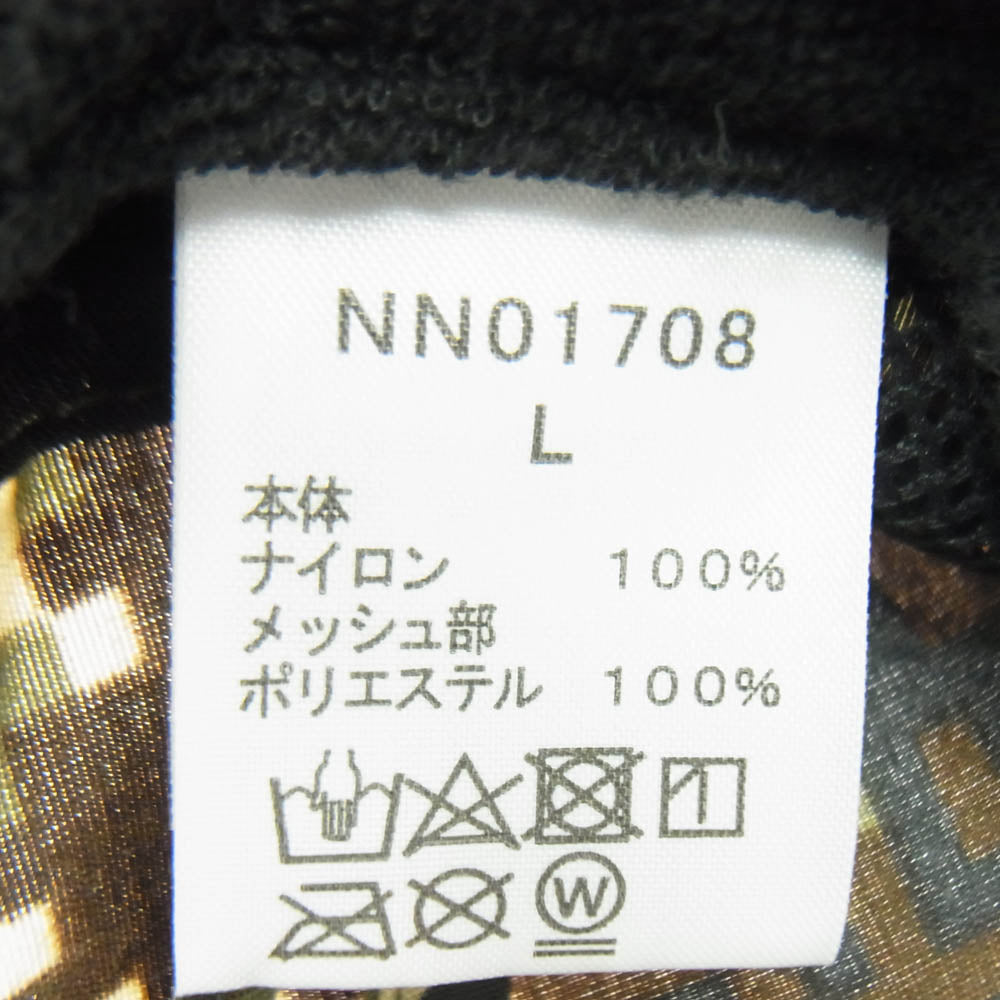 NN01708
L
本体
ナイロン 100%
メッシュ部
ポリエステル 100%
W